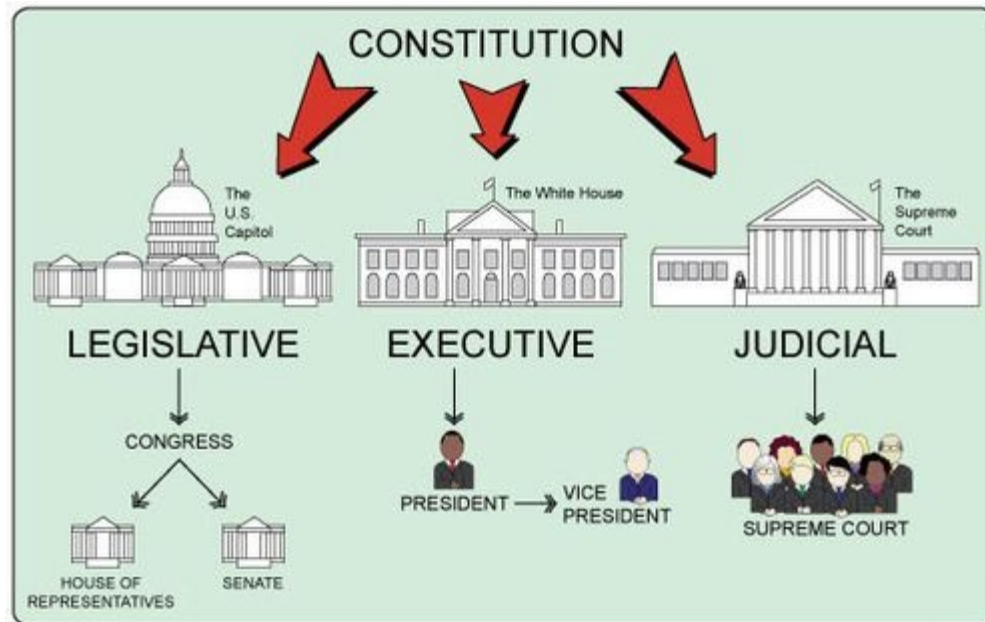 CONSTITUTION
The
U.S.
Capitol
The White House
The
Supreme
Court
LEGISLATIVE
EXECUTIVE
JUDICIAL
CONGRESS
HOUSE OF
REPRESENTATIVES
SENATE
PRESIDENT
VICE
PRESIDENT
SUPREME COURT